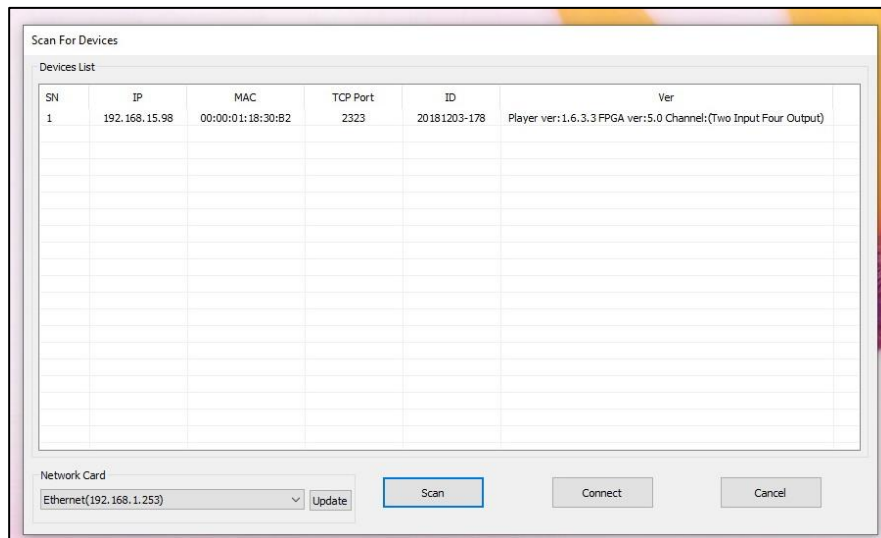 Scan For Devices
Devices List
SN IP MAC TCP Port ID Ver
1 192.168.15.98 00:00:01:18:30:B2 2323 20181203-178 Player ver:1.6.3.3 FPGA ver:5.0 Channel:(Two Input Four Output)
Network Card
Ethernet(192.168.1.253) Update Scan Connect Cancel